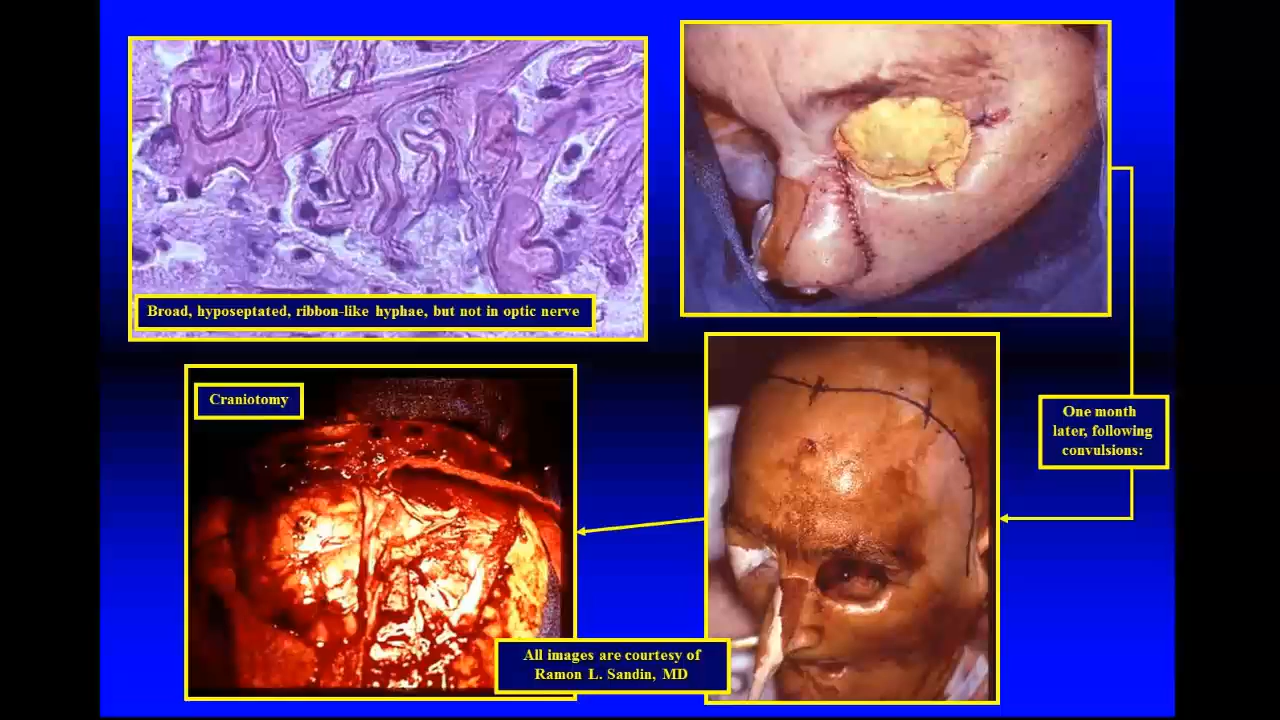 Broad, hyposeptated, ribbon-like hyphae, but not in optic nerve
One month
later, following
convulsions:
Craniotomy
All images are courtesy of
Ramon L. Sandin, MD